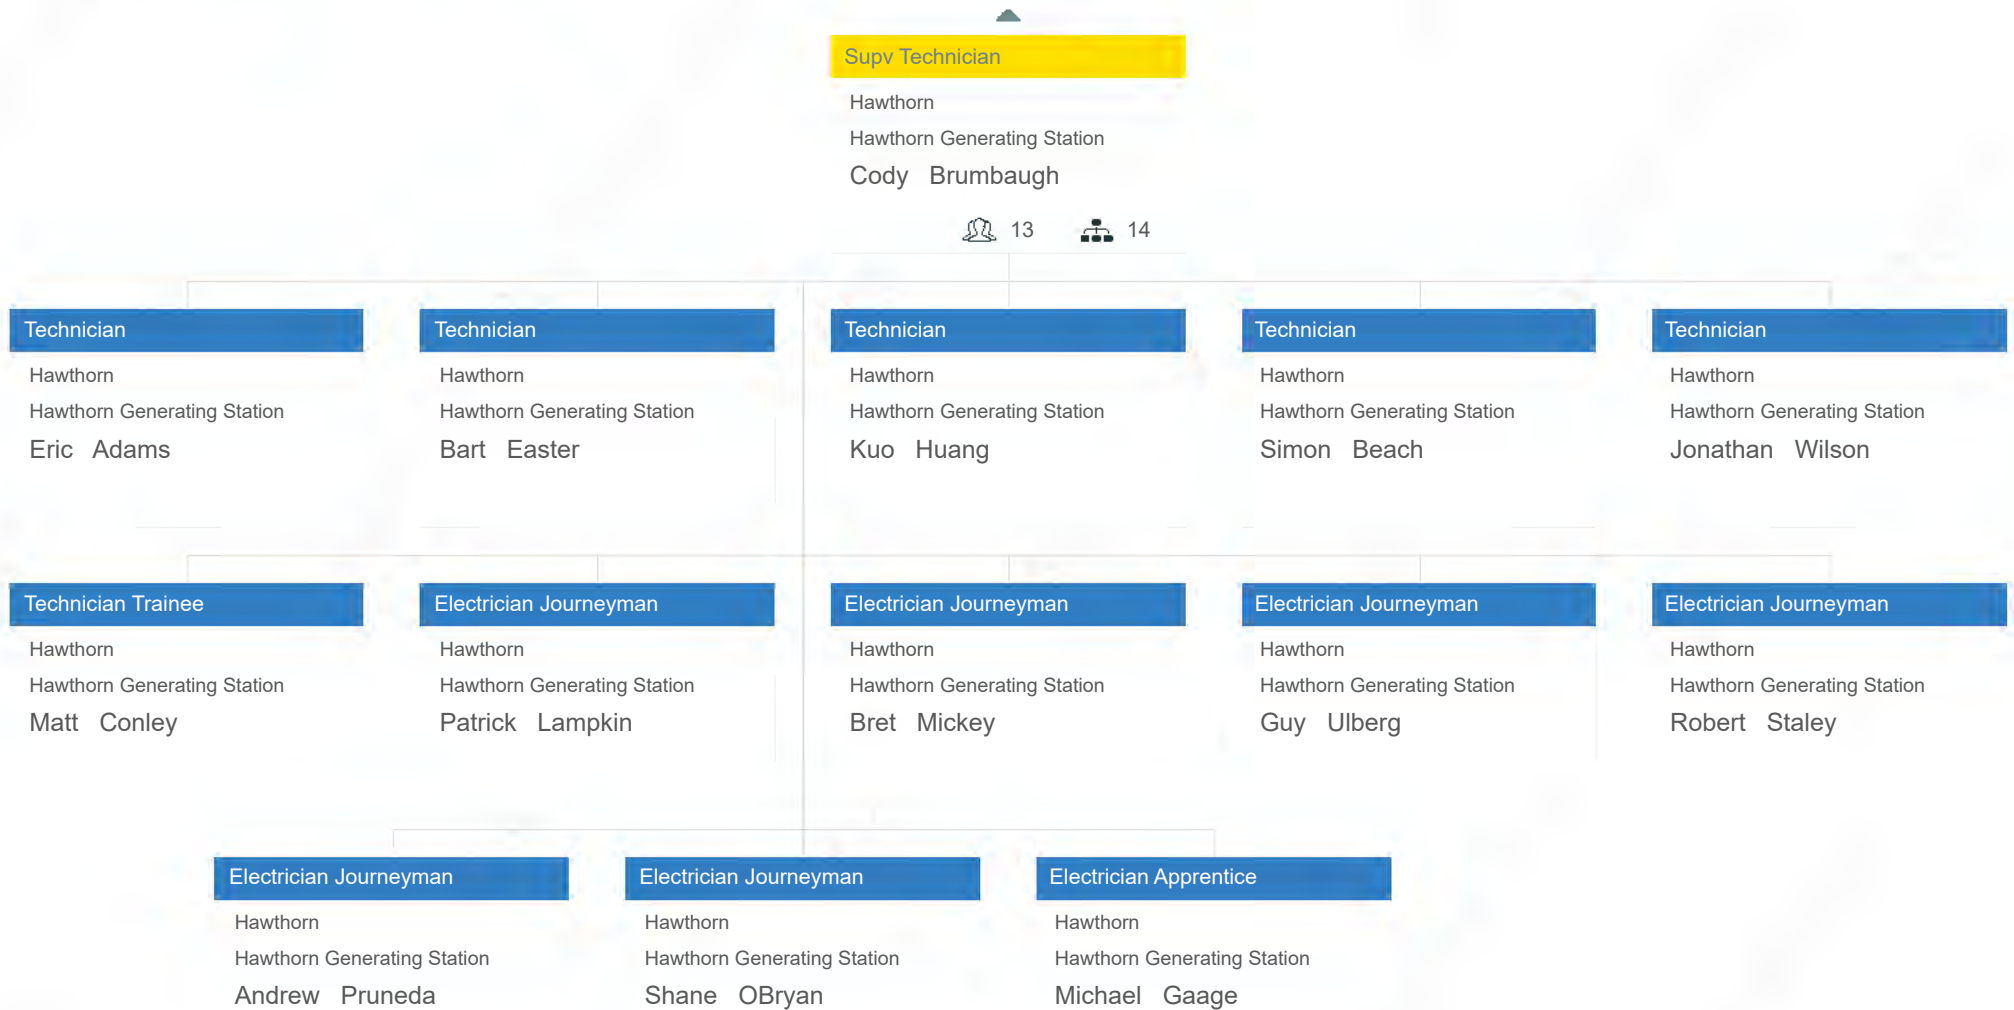 Supv Technician
Hawthorn
Hawthorn Generating Station
Cody Brumbaugh
13 14
Technician
Hawthorn
Hawthorn Generating Station
Eric Adams
Technician
Hawthorn
Hawthorn Generating Station
Bart Easter
Technician
Hawthorn
Hawthorn Generating Station
Kuo Huang
Technician
Hawthorn
Hawthorn Generating Station
Simon Beach
Technician
Hawthorn
Hawthorn Generating Station
Jonathan Wilson
Technician Trainee
Hawthorn
Hawthorn Generating Station
Matt Conley
Electrician Journeyman
Hawthorn
Hawthorn Generating Station
Patrick Lampkin
Electrician Journeyman
Hawthorn
Hawthorn Generating Station
Bret Mickey
Electrician Journeyman
Hawthorn
Hawthorn Generating Station
Guy Ulberg
Electrician Journeyman
Hawthorn
Hawthorn Generating Station
Robert Staley
Electrician Journeyman
Hawthorn
Hawthorn Generating Station
Andrew Pruneda
Electrician Journeyman
Hawthorn
Hawthorn Generating Station
Shane OBryan
Electrician Apprentice
Hawthorn
Hawthorn Generating Station
Michael Gaage